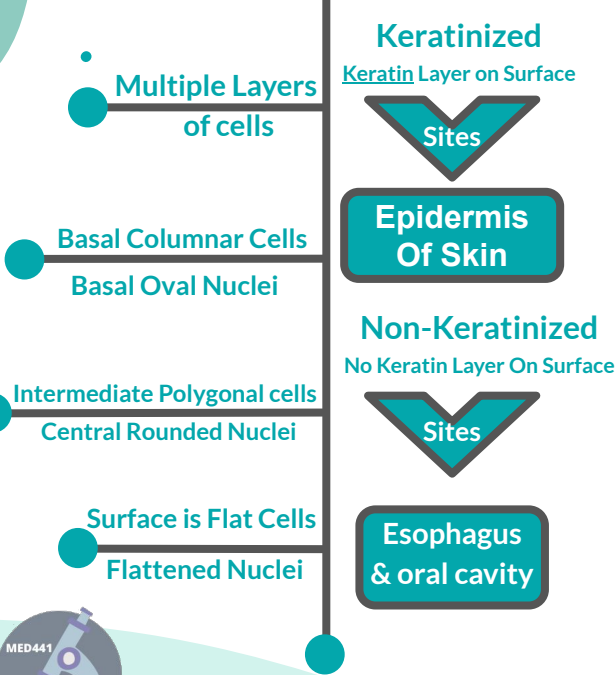 Multiple Layers
of cells
Basal Columnar Cells
Basal Oval Nuclei
Intermediate Polygonal cells
Central Rounded Nuclei
Surface is Flat Cells
Flattened Nuclei
MED441
Keratinized
Keratin Layer on Surface
Sites
Epidermis
Of Skin
Non-Keratinized
No Keratin Layer On Surface
Sites
Esophagus
& oral cavity